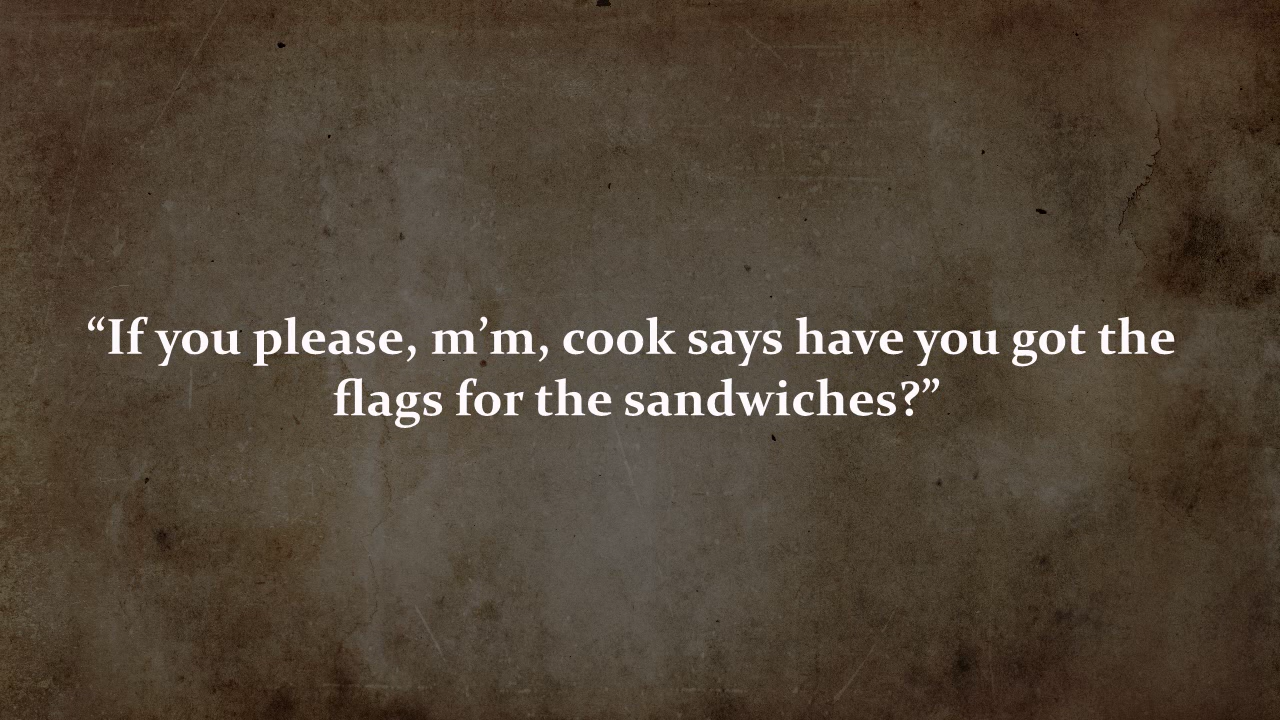 “If you please, m’m, cook says have you got the
flags for the sandwiches?”